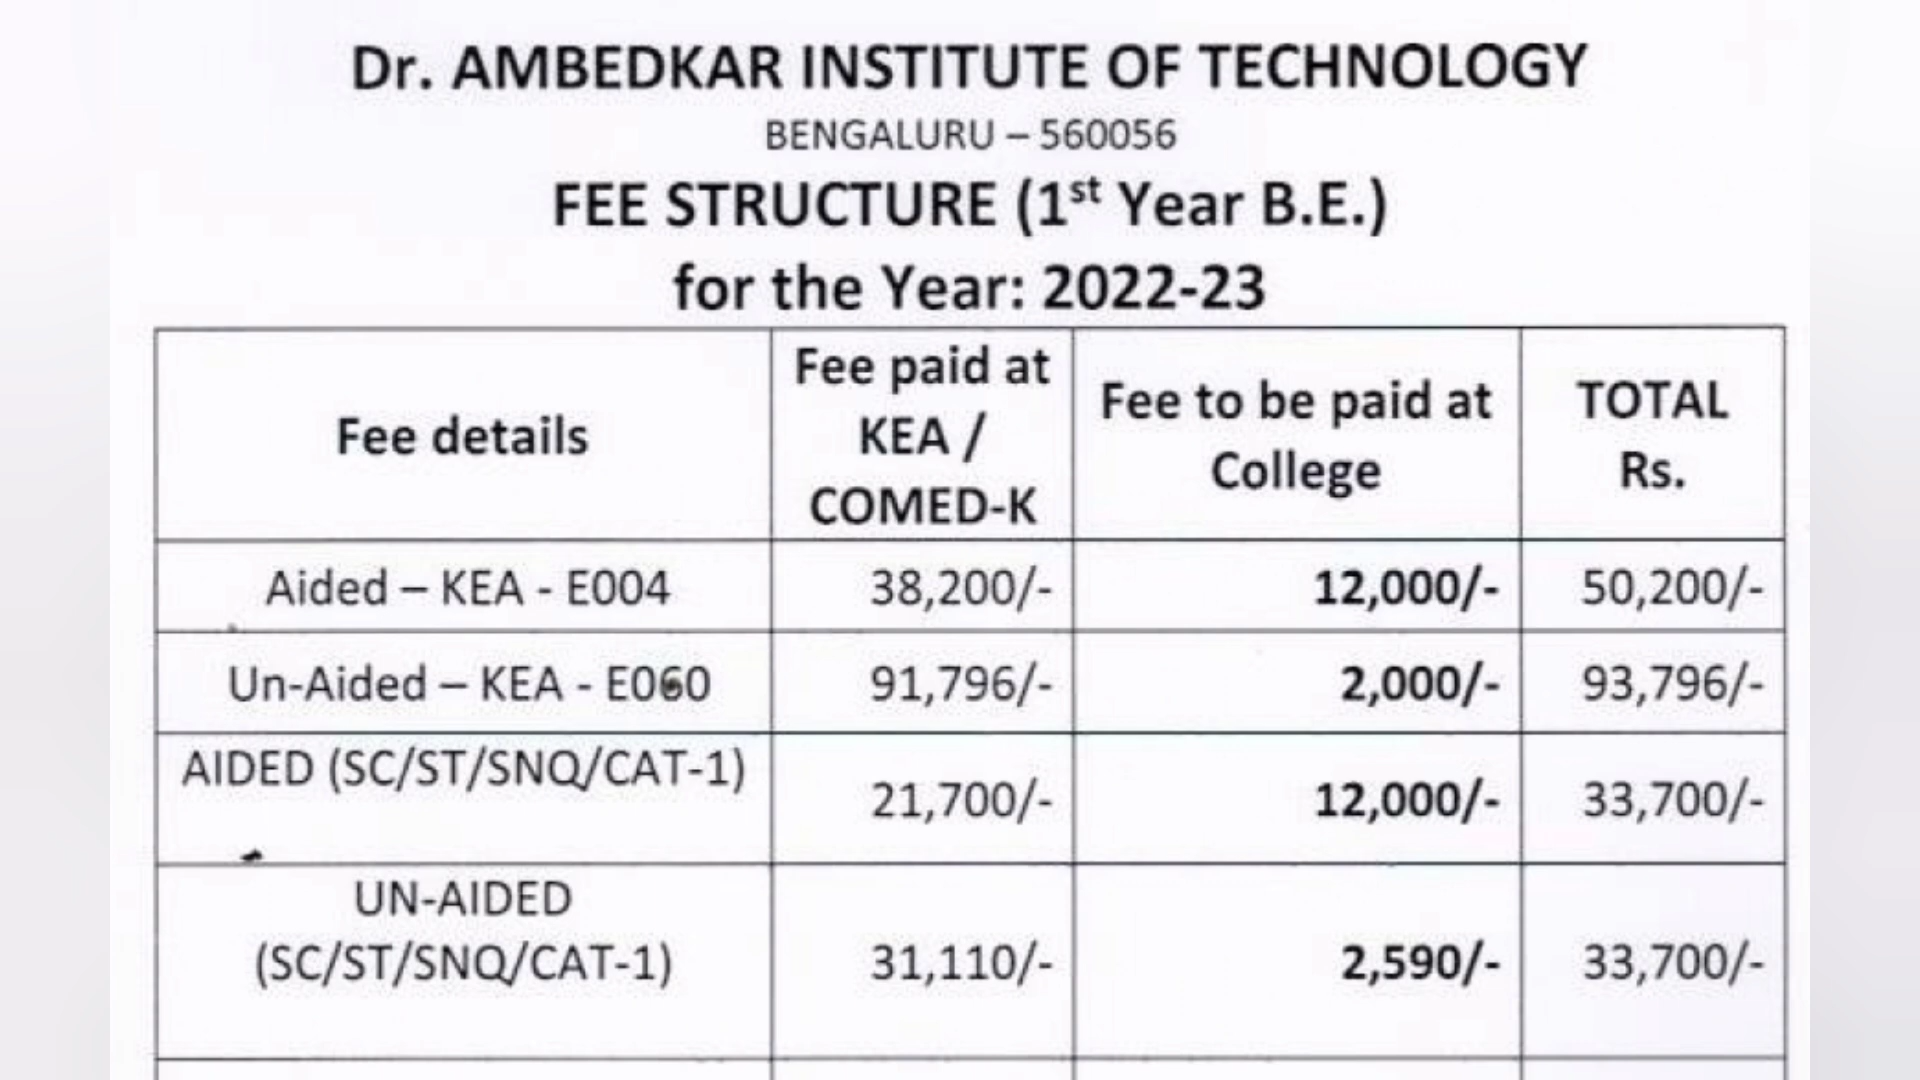 Dr. AMBEDKAR INSTITUTE OF TECHNOLOGY
BENGALURU – 560056
FEE STRUCTURE (1st Year B.E.)
for the Year: 2022-23
Fee details
Fee paid at
KEA /
COMED-K
Fee to be paid at
College
TOTAL
Rs.
Aided – KEA - E004 38,200/- 12,000/- 50,200/-
Un-Aided – KEA - E060 91,796/- 2,000/- 93,796/-
AIDED (SC/ST/SNQ/CAT-1) 21,700/- 12,000/- 33,700/-
UN-AIDED
(SC/ST/SNQ/CAT-1) 31,110/- 2,590/- 33,700/-